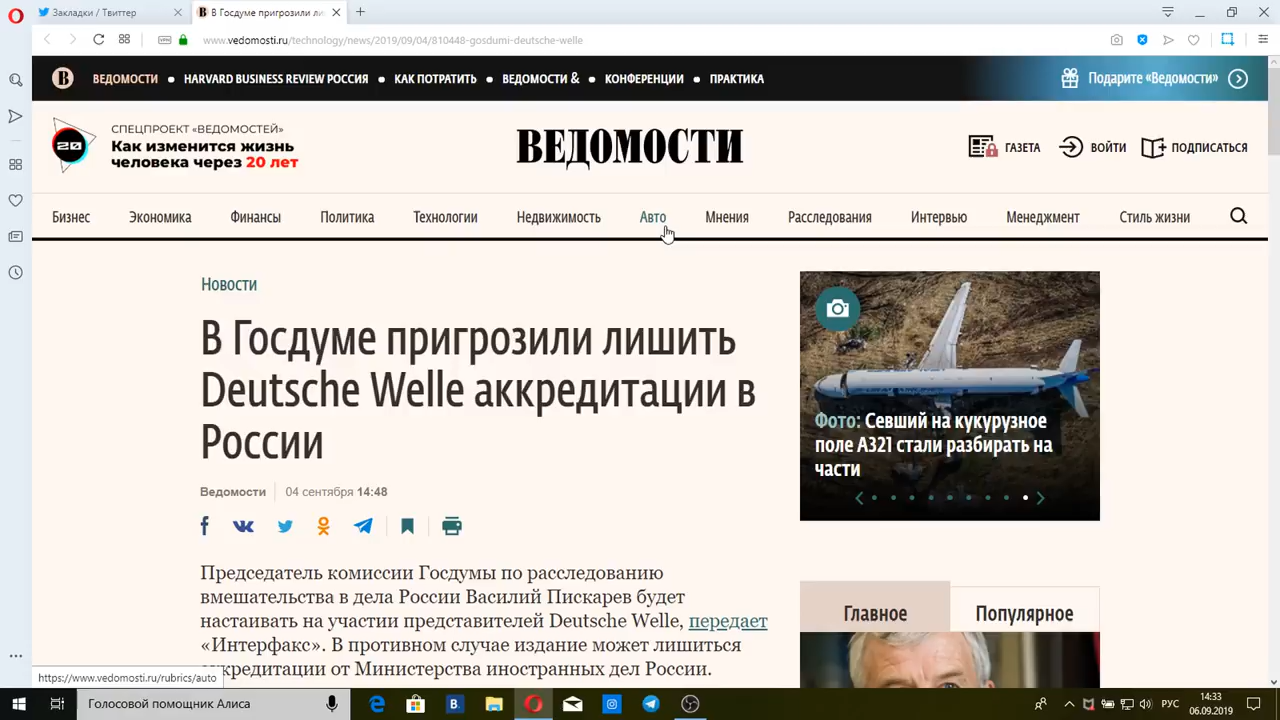 Закладки / Твиттер
В Госдуме пригрозили ли
VPN
www.vedomosti.ru/technology/news/2019/09/04/810448-gosdumi-deutsche-welle
В
ВЕДОМОСТИ
HARVARD BUSINESS REVIEW РОССИЯ
КАК ПОТРАТИТЬ
ВЕДОМОСТИ &
КОНФЕРЕНЦИИ
ПРАКТИКА
Подарите «Ведомости»
20
СПЕЦПРОЕКТ «ВЕДОМОСТЕЙ»
Как изменится жизнь
человека через 20 лет
ВЕДОМОСТИ
ГАЗЕТА
ВОЙТИ
ПОДПИСАТЬСЯ
Бизнес
Экономика
Финансы
Политика
Технологии
Недвижимость
Авто
Мнения
Расследования
Интервью
Менеджмент
Стиль жизни
Новости
В Госдуме пригрозили лишить
Deutsche Welle аккредитации в
России
Ведомости
04 сентября 14:48
Председатель комиссии Госдумы по расследованию
вмешательства в дела России Василий Пискарев будет
настаивать на участии представителей Deutsche Welle, передает
«Интерфакс». В противном случае издание может лишиться
аккредитации от Министерства иностранных дел России.
Фото: Севший на кукурузное
поле А321 стали разбирать на
части
Главное
Популярное
https://www.vedomosti.ru/rubrics/auto
Голосовой помощник Алиса
РУС
14:33
06.09.2019